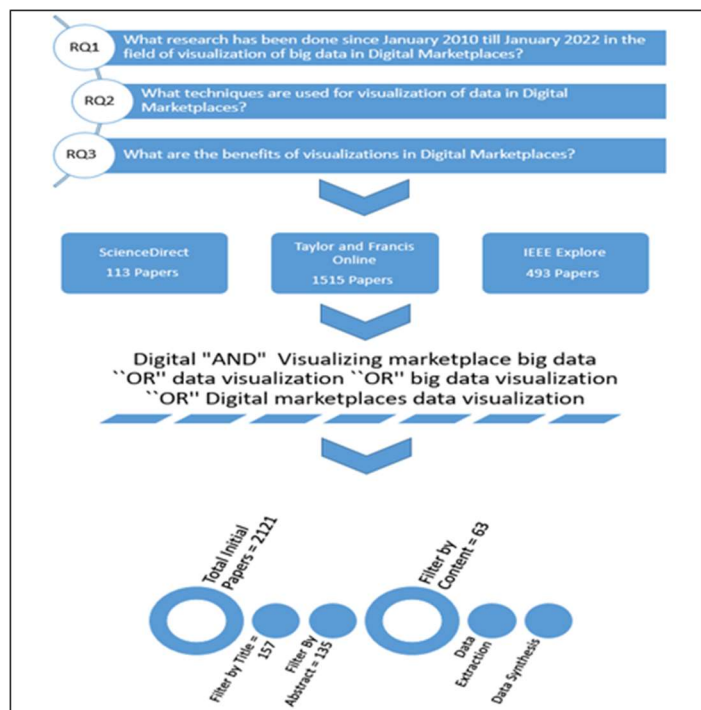 RQ1
What research has been done since January 2010 till January 2022 in the
field of visualization of big data in Digital Marketplaces?
RQ2
What techniques are used for visualization of data in Digital
Marketplaces?
RQ3
What are the benefits of visualizations in Digital Marketplaces?
ScienceDirect
113 Papers
Taylor and Francis
Online
1515 Papers
IEEE Explore
493 Papers
Digital "AND" Visualizing marketplace big data
``OR'' data visualization ``OR'' big data visualization
``OR'' Digital marketplaces data visualization
Total Initial
Papers = 2121
Filter by Title =
157
Filter By
Abstract = 135
Filter by
Content = 63
Data
Extraction
Data Synthesis